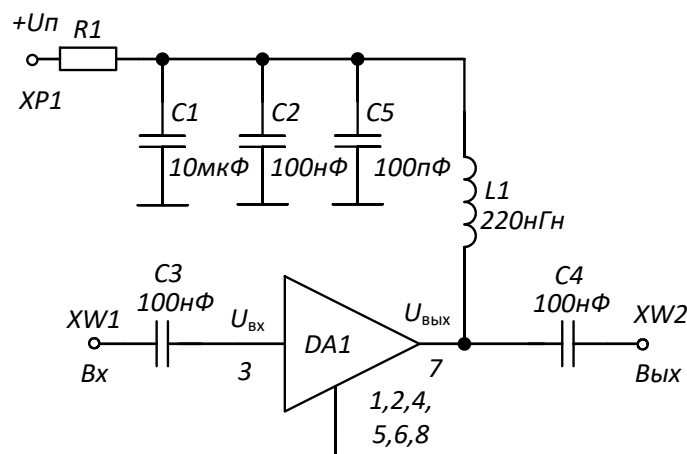 +Uп
R1
XP1
C1
10мкФ
C2
100нФ
C5
100пФ
L1
220нГн
C3
100нФ
XW1
Вх
Uвх
3
DA1
Uвых
7
1,2,4,
5,6,8
C4
100нФ
XW2
Вых